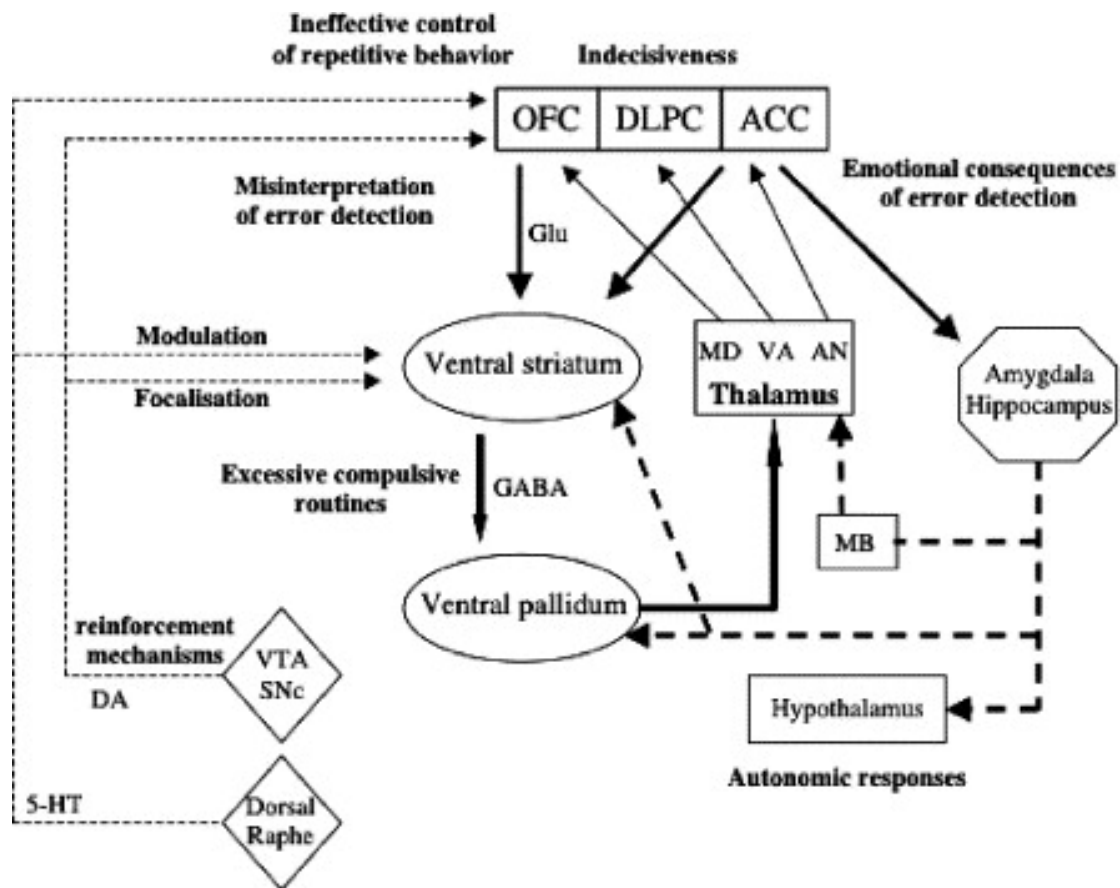 Ineffective control
of repetitive behavior
Indecisiveness
OFC DLPC ACC
Misinterpretation
of error detection
Emotional consequences
of error detection
Glu
Modulation
Focalisation
Ventral striatum
MD VA AN
Thalamus
Amygdala
Hippocampus
Excessive compulsive
routines
GABA
MB
Ventral pallidum
reinforcement
mechanisms
VTA
SNc
DA
Hypothalamus
Autonomic responses
5-HT
Dorsal
Raphe